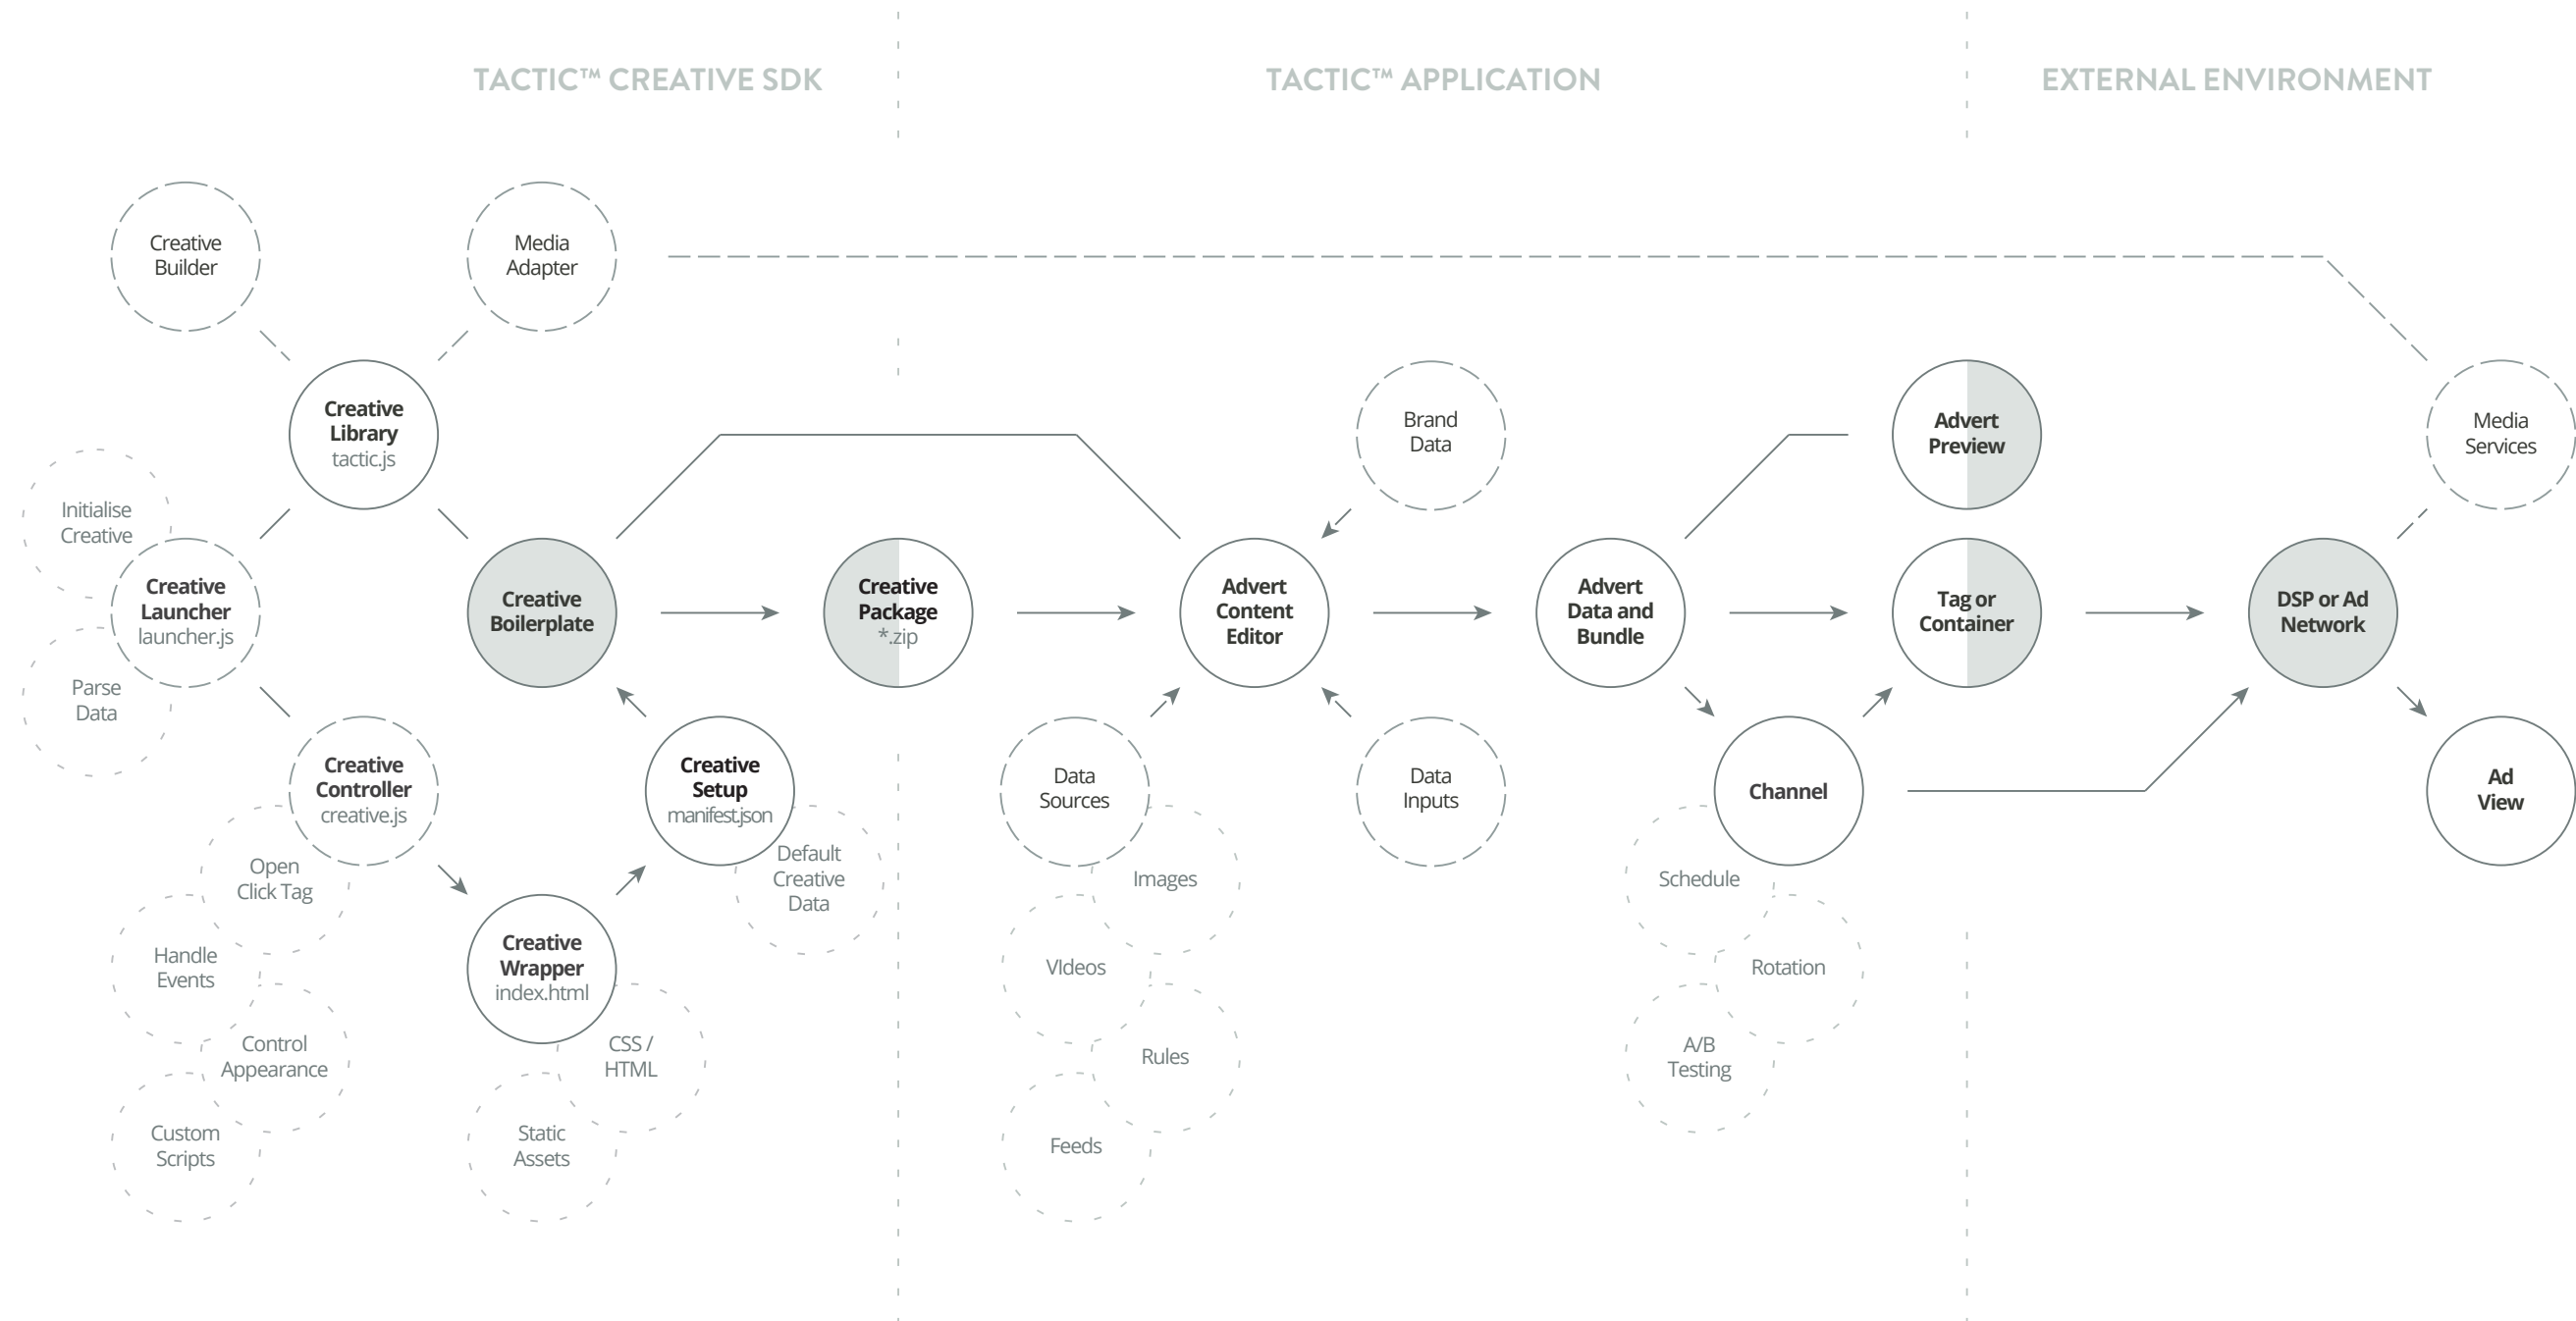 TACTIC™ CREATIVE SDK
TACTIC™ APPLICATION
EXTERNAL ENVIRONMENT
Creative
Builder
Media
Adapter
Creative
Library
tactic.js
Brand
Data
Advert
Preview
Media
Services
Initialise
Creative
Creative
Launcher
launcher.js
Creative
Boilerplate
Creative
Package
*.zip
Advert
Content
Editor
Advert
Data and
Bundle
Tag or
Container
DSP or Ad
Network
Parse
Data
Creative
Controller
creative.js
Creative
Setup
manifest.json
Data
Sources
Data
Inputs
Channel
Ad
View
Open
Click Tag
Default
Creative
Data
Images
Schedule
Handle
Events
Creative
Wrapper
index.html
VIdeos
Rotation
Control
Appearance
CSS /
HTML
Rules
A/B
Testing
Custom
Scripts
Static
Assets
Feeds